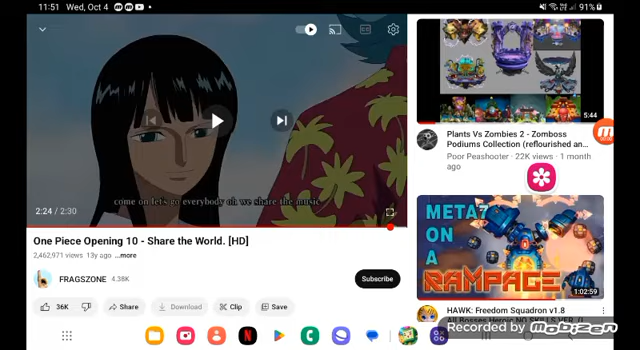 11:51 Wed, Oct 4
91%
come on let's go everybody oh we share the music
2:24 / 2:30
One Piece Opening 10 - Share the World. [HD]
2,462,971 views 13y ago ...more
FRAGSZONE 4.38K
Subscribe
36K
Share
Download
Clip
Save
5:44
Plants Vs Zombies 2 - Zomboss
Podiums Collection (reflourished an...
Poor Peashooter · 22K views · 1 month
ago
META7
ON
A
RAMPAGE
1:02:59
HAWK: Freedom Squadron v1.8
Recorded by mobizen